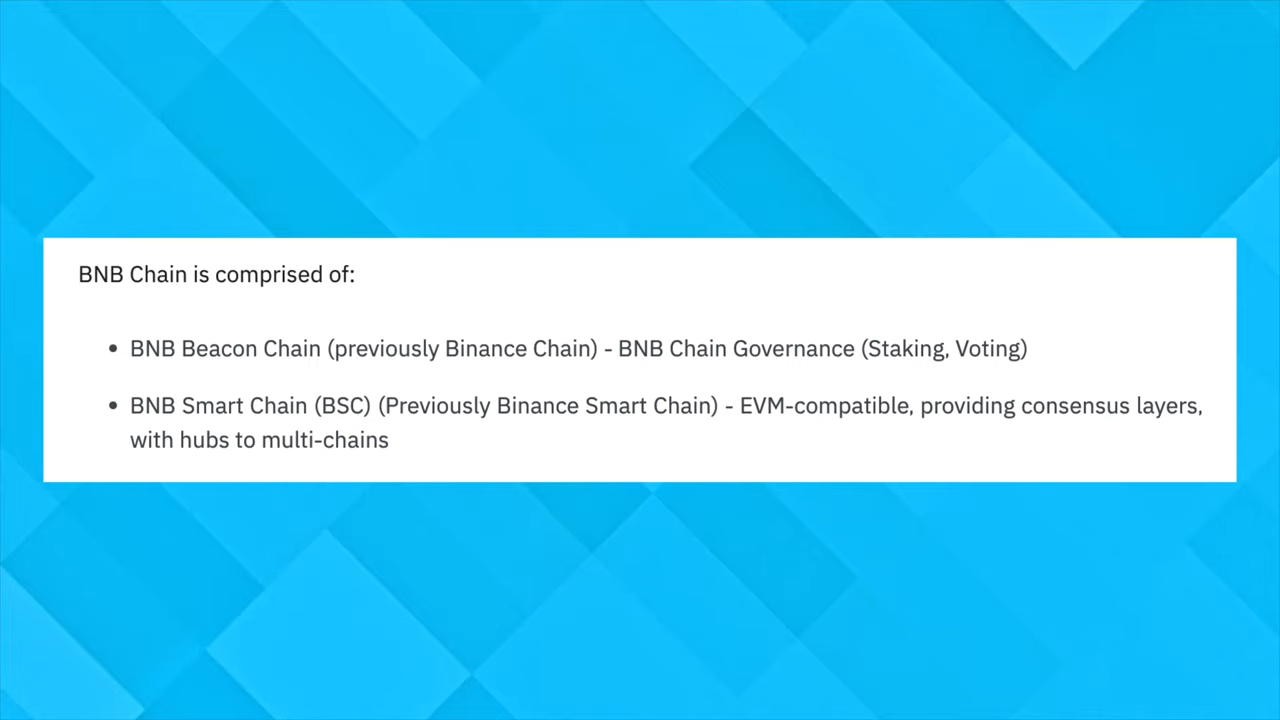 BNB Chain is comprised of:
• BNB Beacon Chain (previously Binance Chain) - BNB Chain Governance (Staking, Voting)
• BNB Smart Chain (BSC) (Previously Binance Smart Chain) - EVM-compatible, providing consensus layers,
with hubs to multi-chains